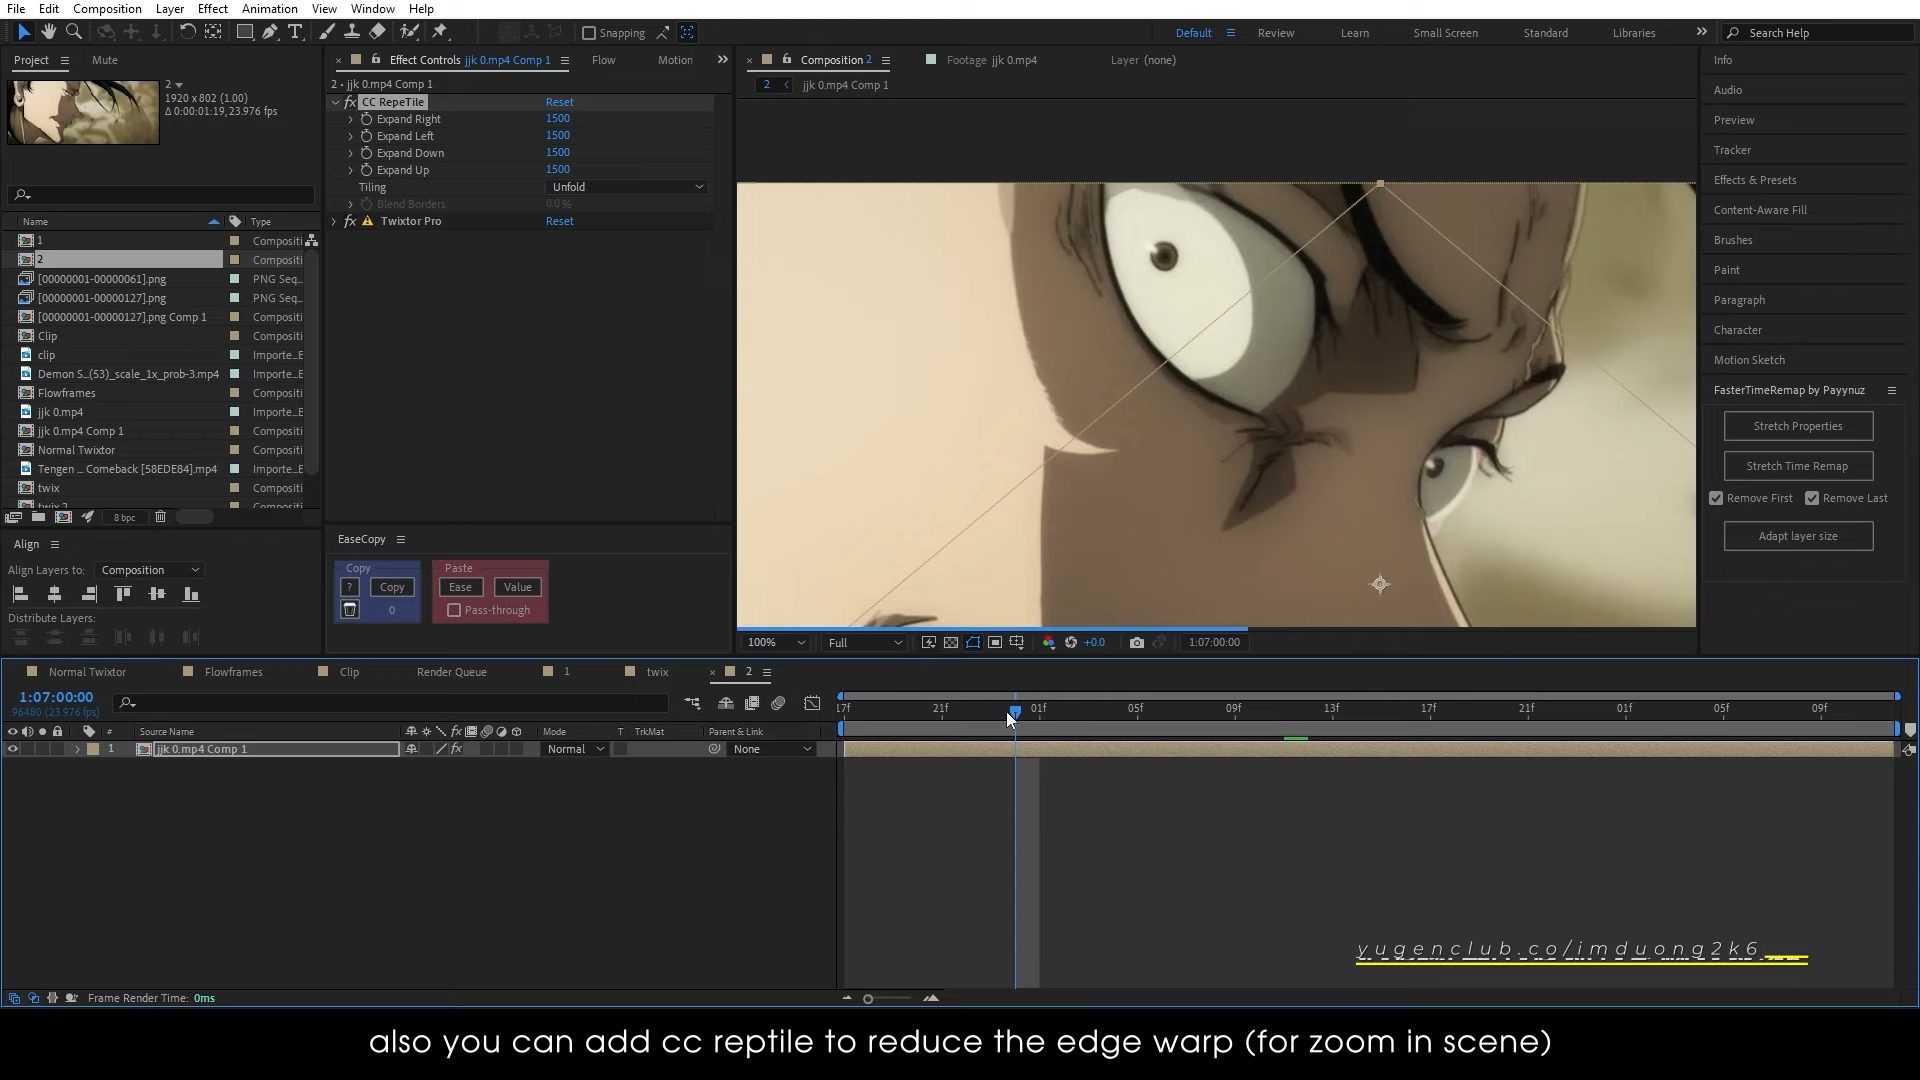 File Edit Composition Layer Effect Animation View Window Help
Snapping Default Review Learn Small Screen Standard Libraries Search Help
Project Mute
2
1920 x 802 (1.00)
Δ 0:00:01:19, 23.976 fps
Name Type
1 Compositi
2 Compositi
[00000001-00000061].png PNG Seq...
[00000001-00000127].png PNG Seq...
[00000001-00000127].png Comp 1 Compositi
Clip Compositi
clip Importe...E
Demon S...(53)_scale_1x_prob-3.mp4 Importe...E
Flowframes Compositi
jjk 0.mp4 Importe...E
jjk 0.mp4 Comp 1 Compositi
Normal Twixtor Compositi
Tengen ... Comeback [58EDE84].mp4 Importe...E
twix Compositi
twix 2 Compositi
8 bpc
Align
Align Layers to: Composition
Distribute Layers:
Effect Controls jjk 0.mp4 Comp 1 Flow Motion
2 · jjk 0.mp4 Comp 1
fx CC RepeTile Reset
Expand Right 1500
Expand Left 1500
Expand Down 1500
Expand Up 1500
Tiling Unfold
Blend Borders 0.0 %
fx Twixtor Pro Reset
EaseCopy
Copy Paste
? Copy Ease Value
0 Pass-through
Composition 2 Footage jjk 0.mp4 Layer (none)
2 jjk 0.mp4 Comp 1
100% Full +0.0 1:07:00:00
Info
Audio
Preview
Tracker
Effects & Presets
Content-Aware Fill
Brushes
Paint
Paragraph
Character
Motion Sketch
FasterTimeRemap by Payynuz
Stretch Properties
Stretch Time Remap
Remove First Remove Last
Adapt layer size
Normal Twixtor Flowframes Clip Render Queue 1 twix 2
1:07:00:00
96480 (23.976 fps)
17f 21f 01f 05f 09f 13f 17f 21f 01f 05f 09f
# Source Name fx Mode T TrkMat Parent & Link
1 jjk 0.mp4 Comp 1 fx Normal None
yugenclub.co/imduong2k6
Frame Render Time: 0ms
also you can add cc reptile to reduce the edge warp (for zoom in scene)